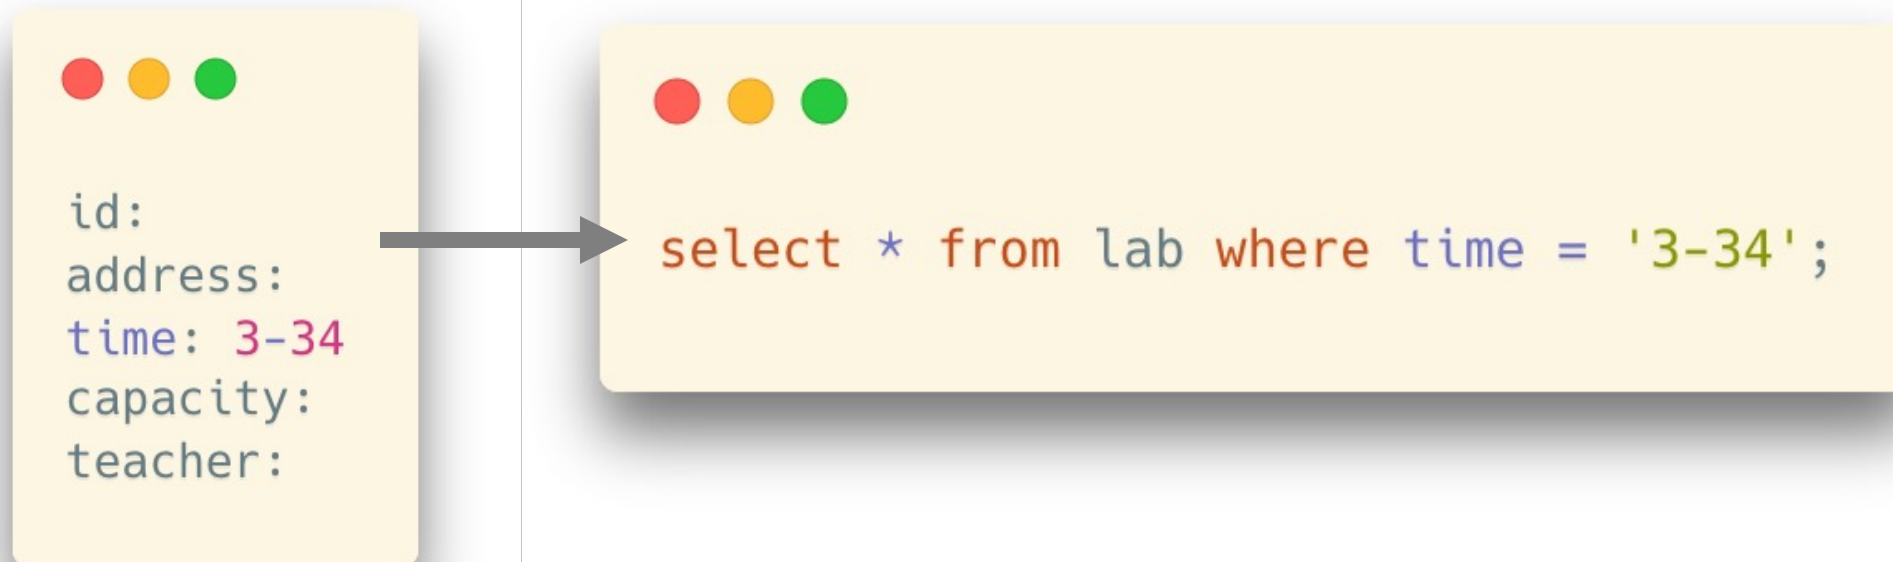 id:
address:
time: 3-34
capacity:
teacher:
select * from lab where time = '3-34';